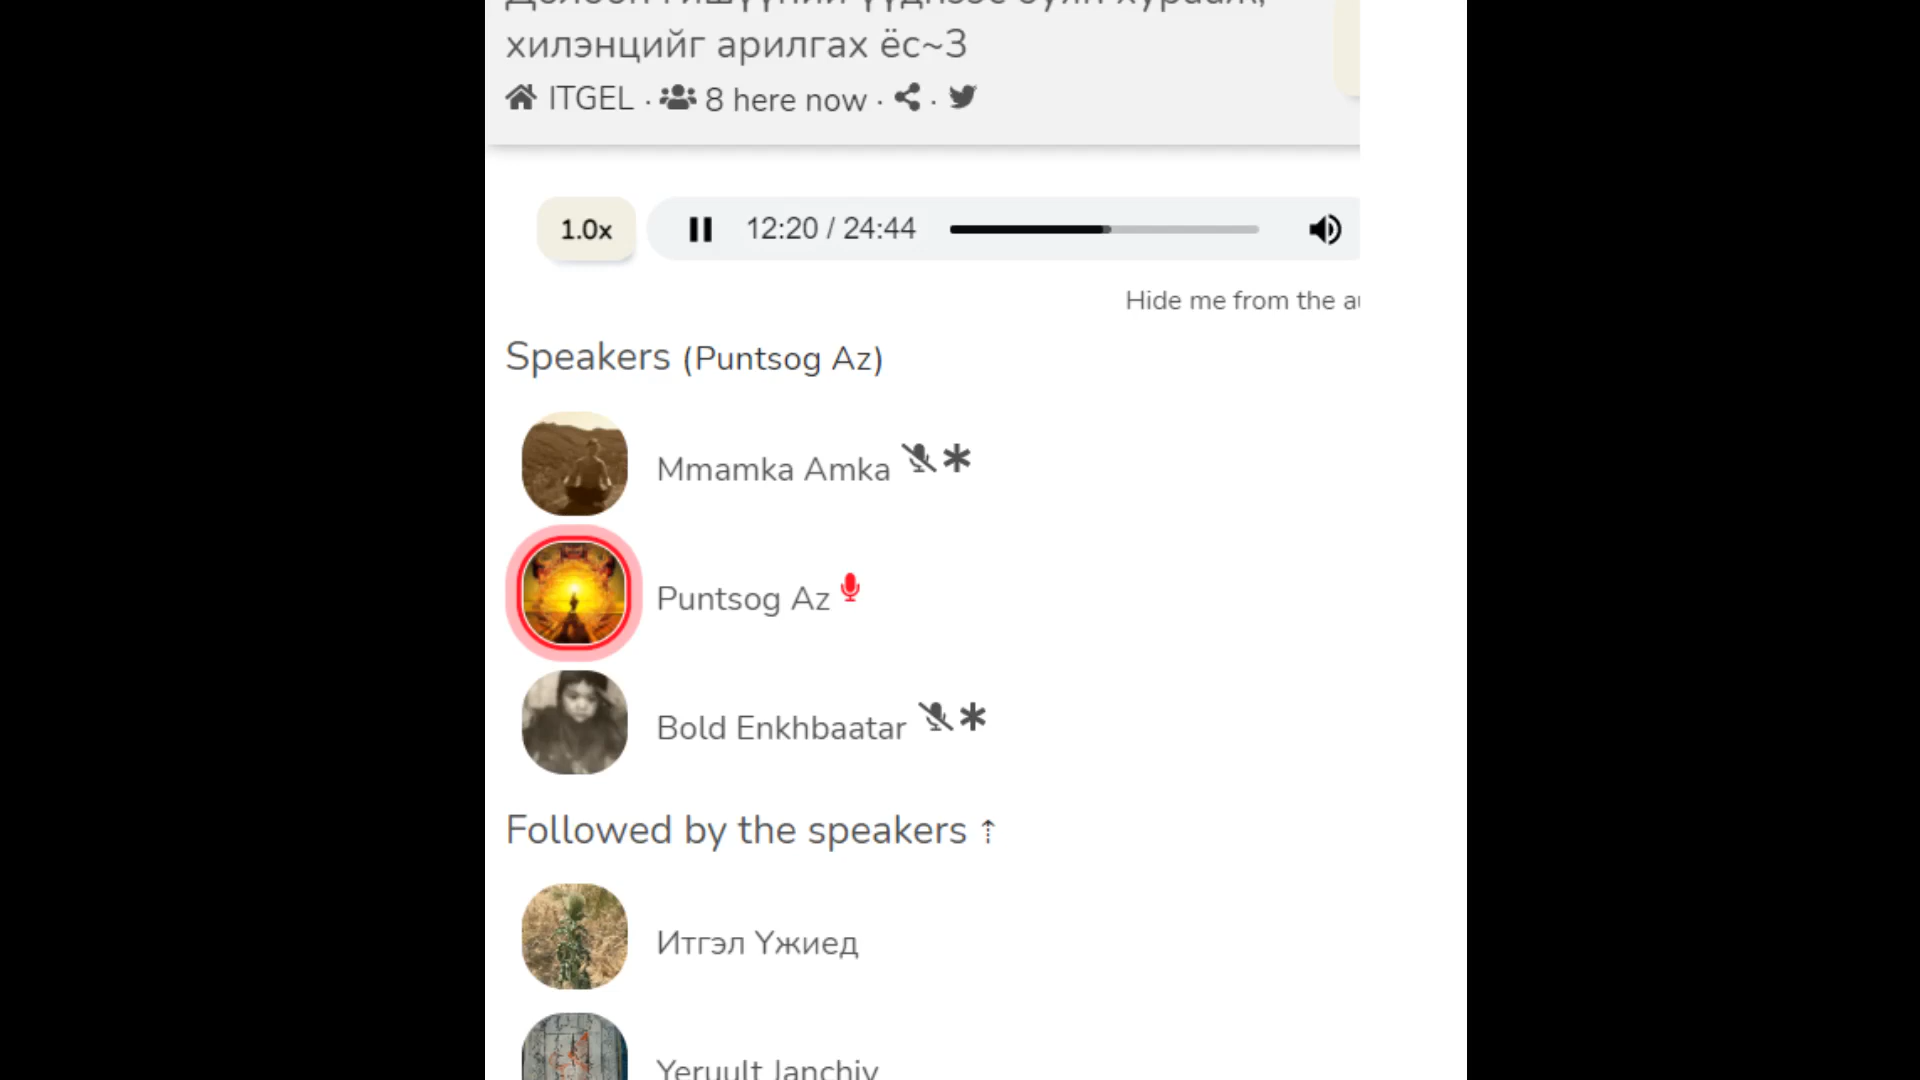 хилэнцийг арилгах ёс~3
ITGEL · 8 here now · ·
1.0x
12:20 / 24:44
Hide me from the
Speakers (Puntsog Az)
Mmamka Amka
Puntsog Az
Bold Enkhbaatar
Followed by the speakers ⇡
Итгэл Үжиед
Yeruult Janchiv